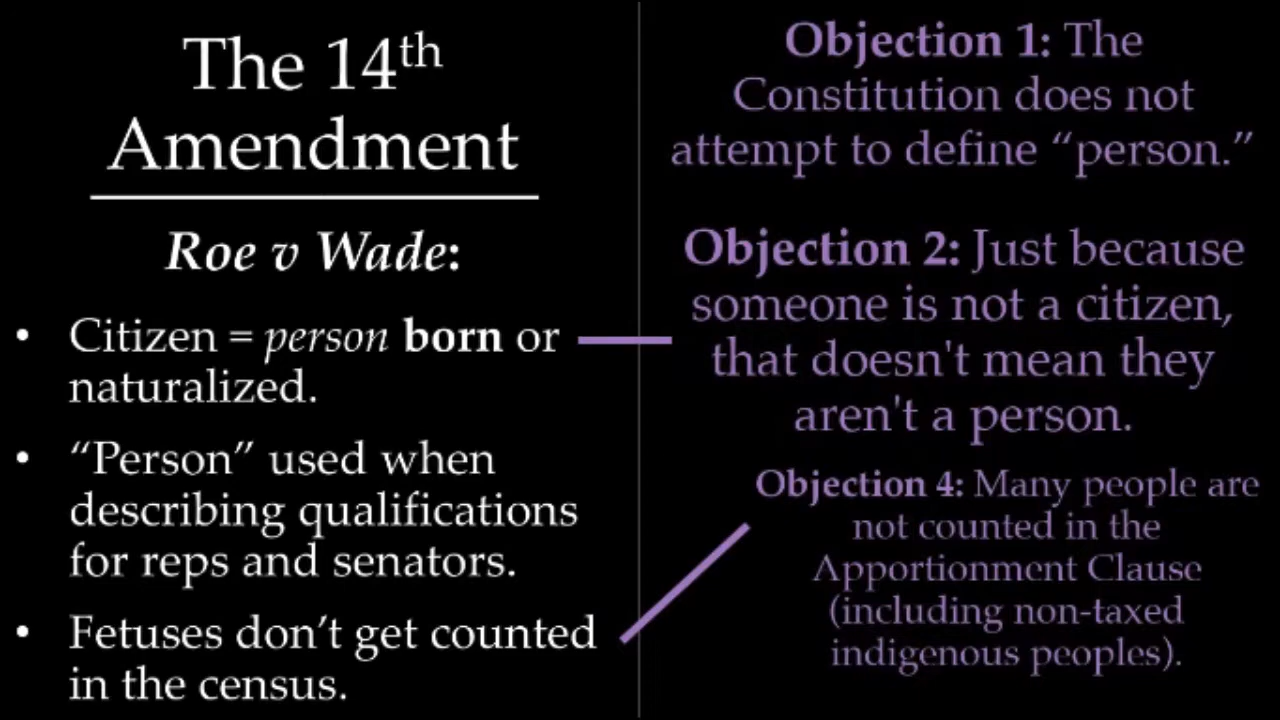 The 14th
Amendment
Roe v Wade:
• Citizen = person born or
naturalized.
• “Person” used when
describing qualifications
for reps and senators.
• Fetuses don’t get counted
in the census.
Objection 1: The
Constitution does not
attempt to define “person.”
Objection 2: Just because
someone is not a citizen,
that doesn't mean they
aren't a person.
Objection 4: Many people are
not counted in the
Apportionment Clause
(including non-taxed
indigenous peoples).